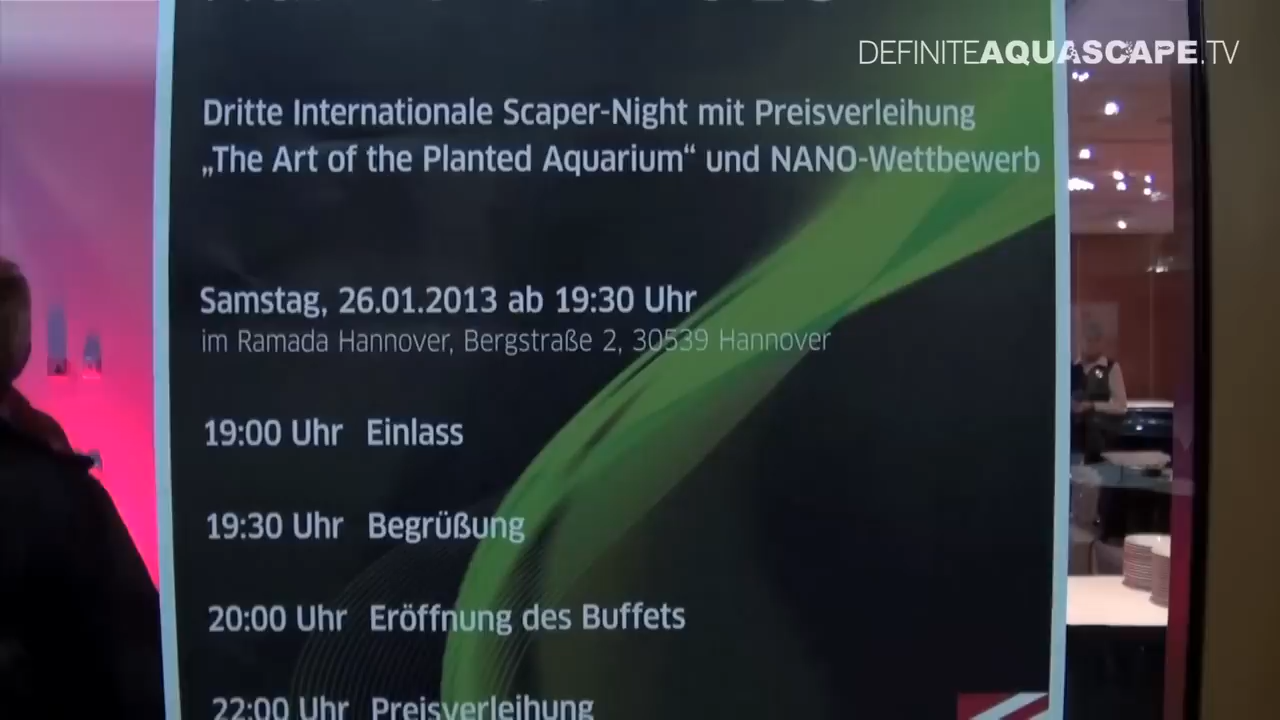 DEFINITEAQUASCAPE.TV
Dritte Internationale Scaper-Night mit Preisverleihung
„The Art of the Planted Aquarium“ und NANO-Wettbewerb
Samstag, 26.01.2013 ab 19:30 Uhr
im Ramada Hannover, Bergstraße 2, 30539 Hannover
19:00 Uhr Einlass
19:30 Uhr Begrüßung
20:00 Uhr Eröffnung des Buffets
22:00 Uhr Preisverleihung